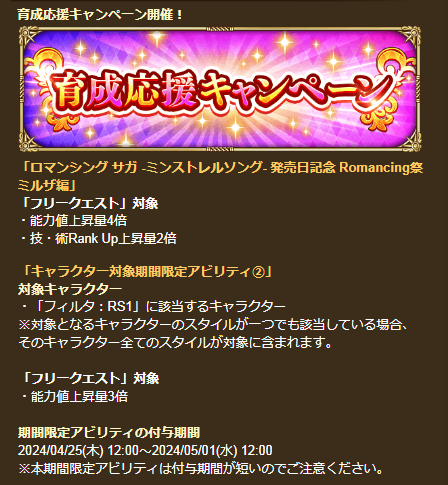 育成応援キャンペーン開催！
育成応援キャンペーン
「ロマンシング サガ -ミンストレルソング- 発売日記念 Romancing祭
ミルザ編」
「フリークエスト」対象
・能力値上昇量4倍
・技・術Rank Up上昇量2倍
「キャラクター対象期間限定アビリティ②」
対象キャラクター
・「フィルタ：RS1」に該当するキャラクター
※対象となるキャラクターのスタイルが一つでも該当している場合、
そのキャラクター全てのスタイルが対象に含まれます。
「フリークエスト」対象
・能力値上昇量3倍
期間限定アビリティの付与期間
2024/04/25(木) 12:00～2024/05/01(水) 12:00
※本期間限定アビリティは付与期間が短いのでご注意ください。